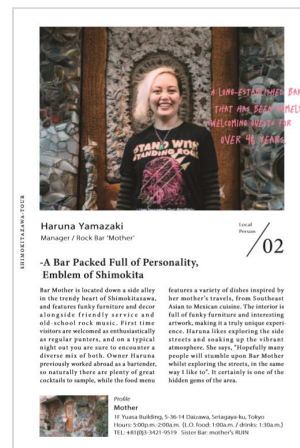 A LONG-ESTABLISHED BAR
THAT HAS BEEN
WELCOMING GUESTS FOR
OVER 46 YEARS.
STAND WITH
STANDING ROCK
SHIMOKITAZAWA-TOUR
Haruna Yamazaki
Manager / Rock Bar 'Mother'
Local
Person
/02
-A Bar Packed Full of Personality,
Emblem of Shimokita
Bar Mother is located down a side alley
in the trendy heart of Shimokitazawa,
and features funky furniture and decor
alongside friendly service and
old-school rock music. First time
visitors are welcomed as enthusiastically
as regular punters, and on a typical
night out you are sure to encounter a
diverse mix of both. Owner Haruna
previously worked abroad as a bartender,
so naturally there are plenty of great
cocktails to sample, while the food menu
features a variety of dishes inspired by
her mother's travels, from Southeast
Asian to Mexican cuisine. The interior is
full of funky furniture and interesting
artwork, making it a truly unique experi-
ence. Haruna likes exploring the side
streets and soaking up the vibrant
atmosphere. She says, "Hopefully many
people will stumble upon Bar Mother
whilst exploring the streets, in the same
way I like to". It certainly is one of the
hidden gems of the area.
Profile
Mother
1F Yuasa Building, 5-36-14 Daizawa, Setagaya-ku, Tokyo
Hours: 5:00p.m.-2:00a.m. (L.O: food: 1:00a.m. / drinks: 1:30a.m.)
TEL: +81(0)3-3421-9519 Sister Bar: mother's RUIN